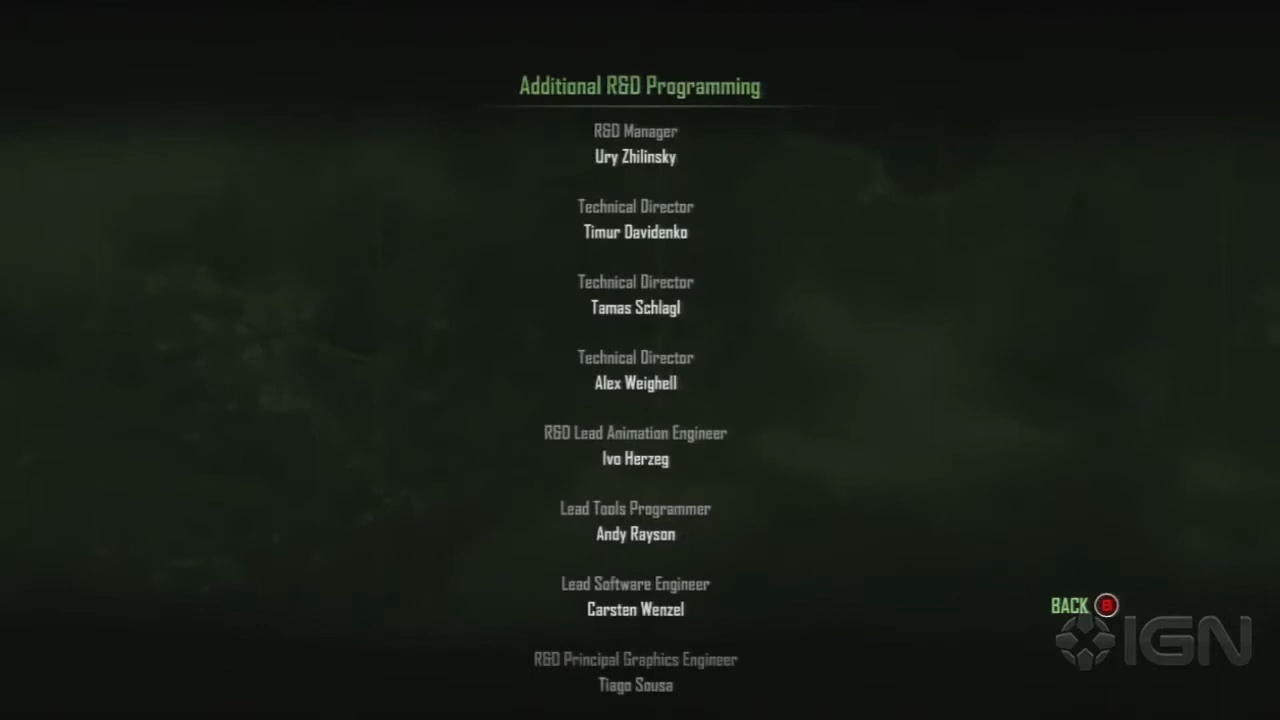 Additional R&D Programming
R&D Manager
Ury Zhilinsky
Technical Director
Timur Davidenko
Technical Director
Tamas Schlagl
Technical Director
Alex Weighell
R&D Lead Animation Engineer
Ivo Herzeg
Lead Tools Programmer
Andy Rayson
Lead Software Engineer
Carsten Wenzel
R&D Principal Graphics Engineer
Tiago Sousa
BACK B
IGN